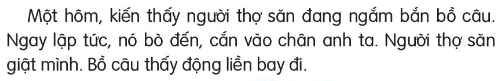 Một hôm, kiến thấy người thợ săn đang ngắm bắn bồ câu.
Ngay lập tức, nó bò đến, cắn vào chân anh ta. Người thợ săn
giật mình. Bồ câu thấy động liền bay đi.